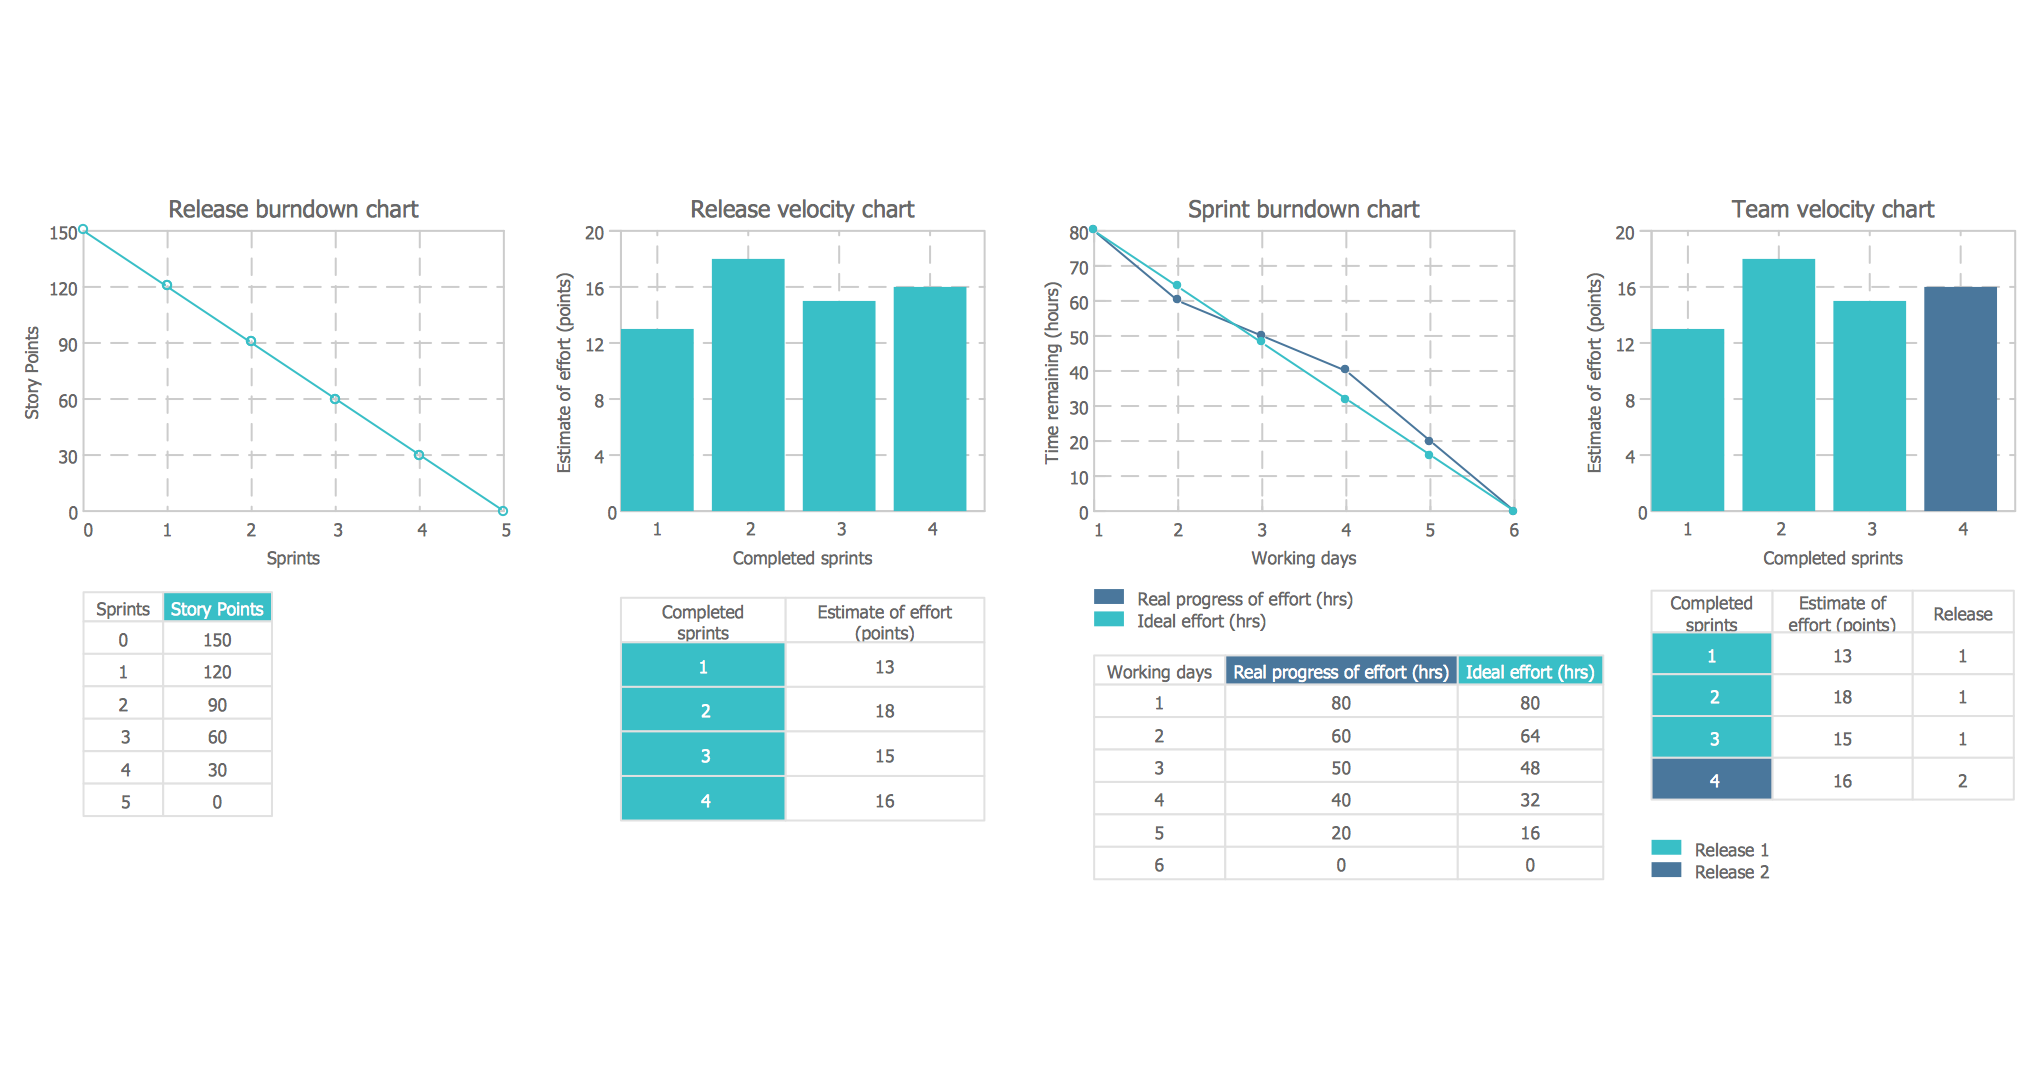 Release burndown chart
150
120
90
60
30
0
Story Points
0 1 2 3 4 5
Sprints
Sprints Story Points
0 150
1 120
2 90
3 60
4 30
5 0
Release velocity chart
20
16
12
8
4
0
Estimate of effort (points)
1 2 3 4
Completed sprints
Completed Estimate of effort
sprints (points)
1 13
2 18
3 15
4 16
Sprint burndown chart
80
70
60
50
40
30
20
10
0
Time remaining (hours)
1 2 3 4 5 6
Working days
Real progress of effort (hrs)
Ideal effort (hrs)
Working days Real progress of effort (hrs) Ideal effort (hrs)
1 80 80
2 60 64
3 50 48
4 40 32
5 20 16
6 0 0
Team velocity chart
20
16
12
8
4
0
Estimate of effort (points)
1 2 3 4
Completed sprints
Completed Estimate of Release
sprints effort (points)
1 13 1
2 18 1
3 15 1
4 16 2
Release 1
Release 2